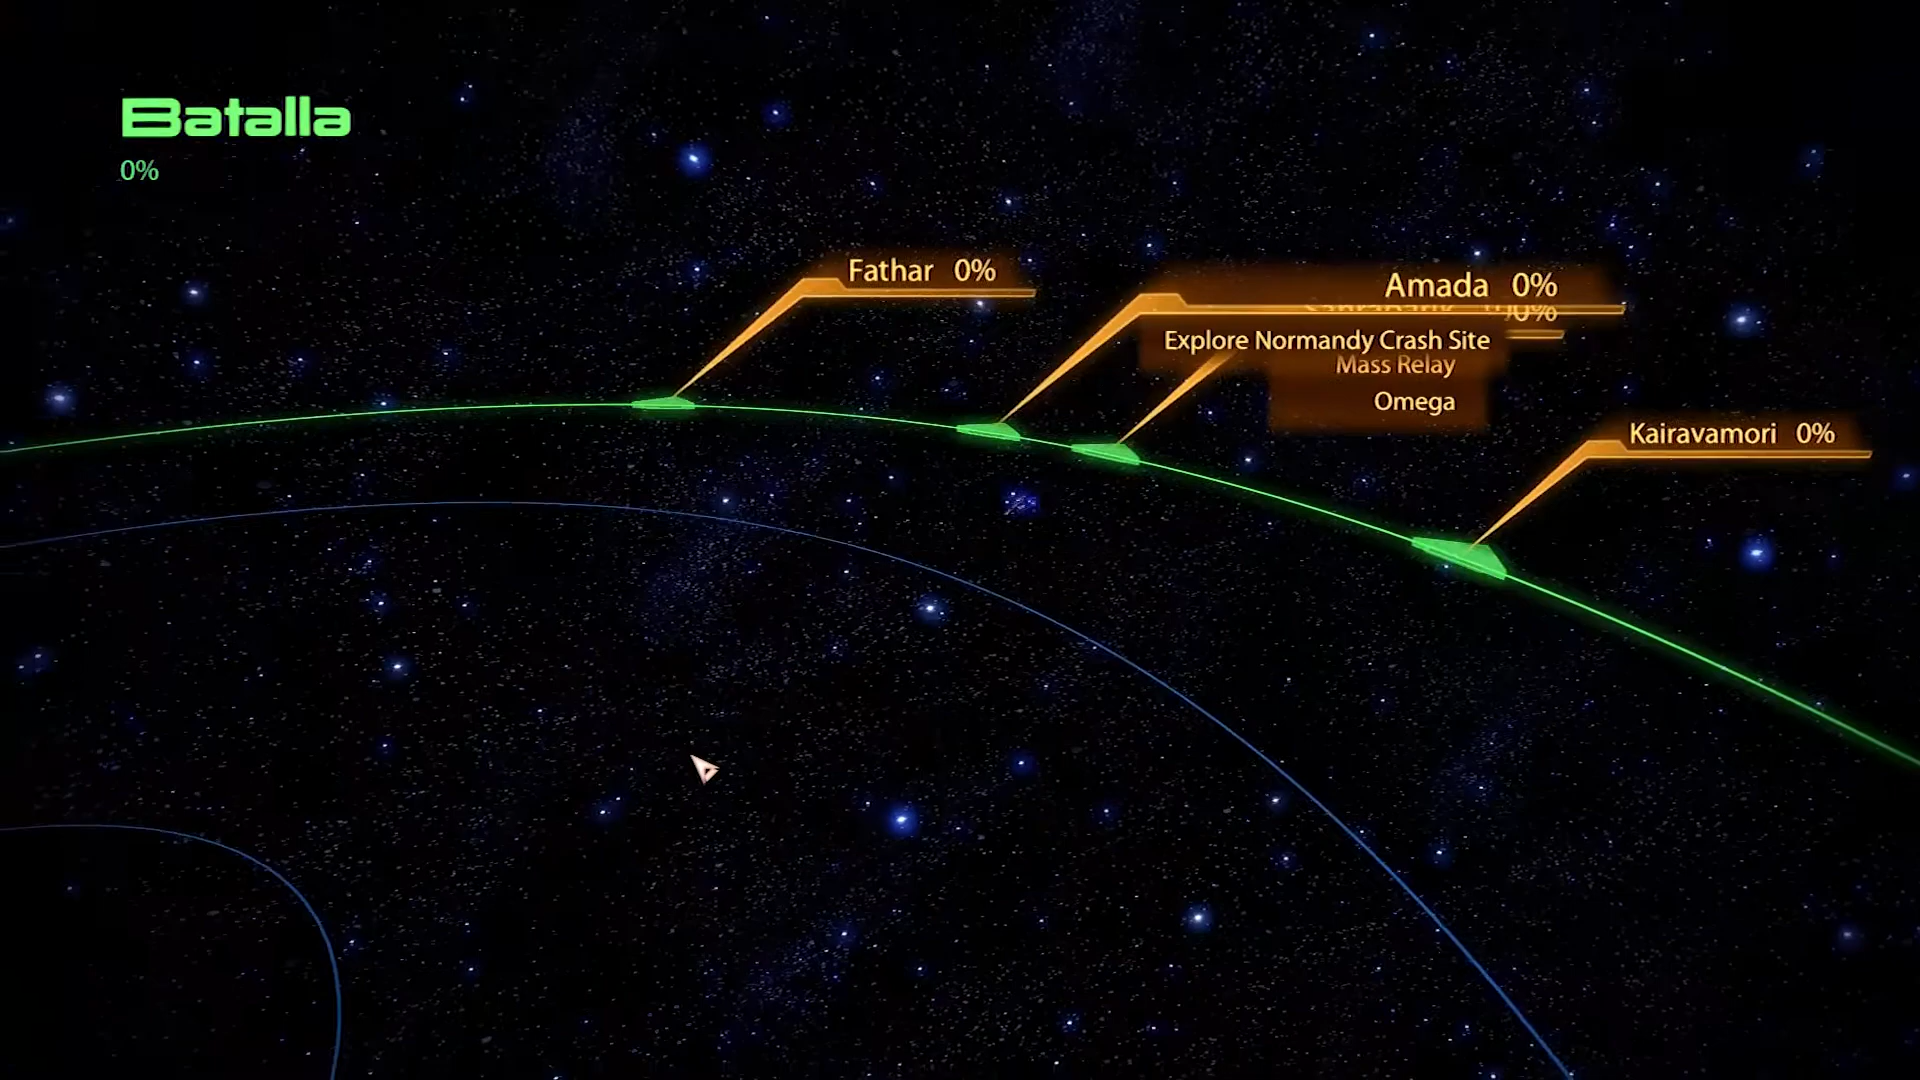 Batalla
0%
Fathar 0%
Amada 0%
Explore Normandy Crash Site
Mass Relay
Omega
Kairavamori 0%